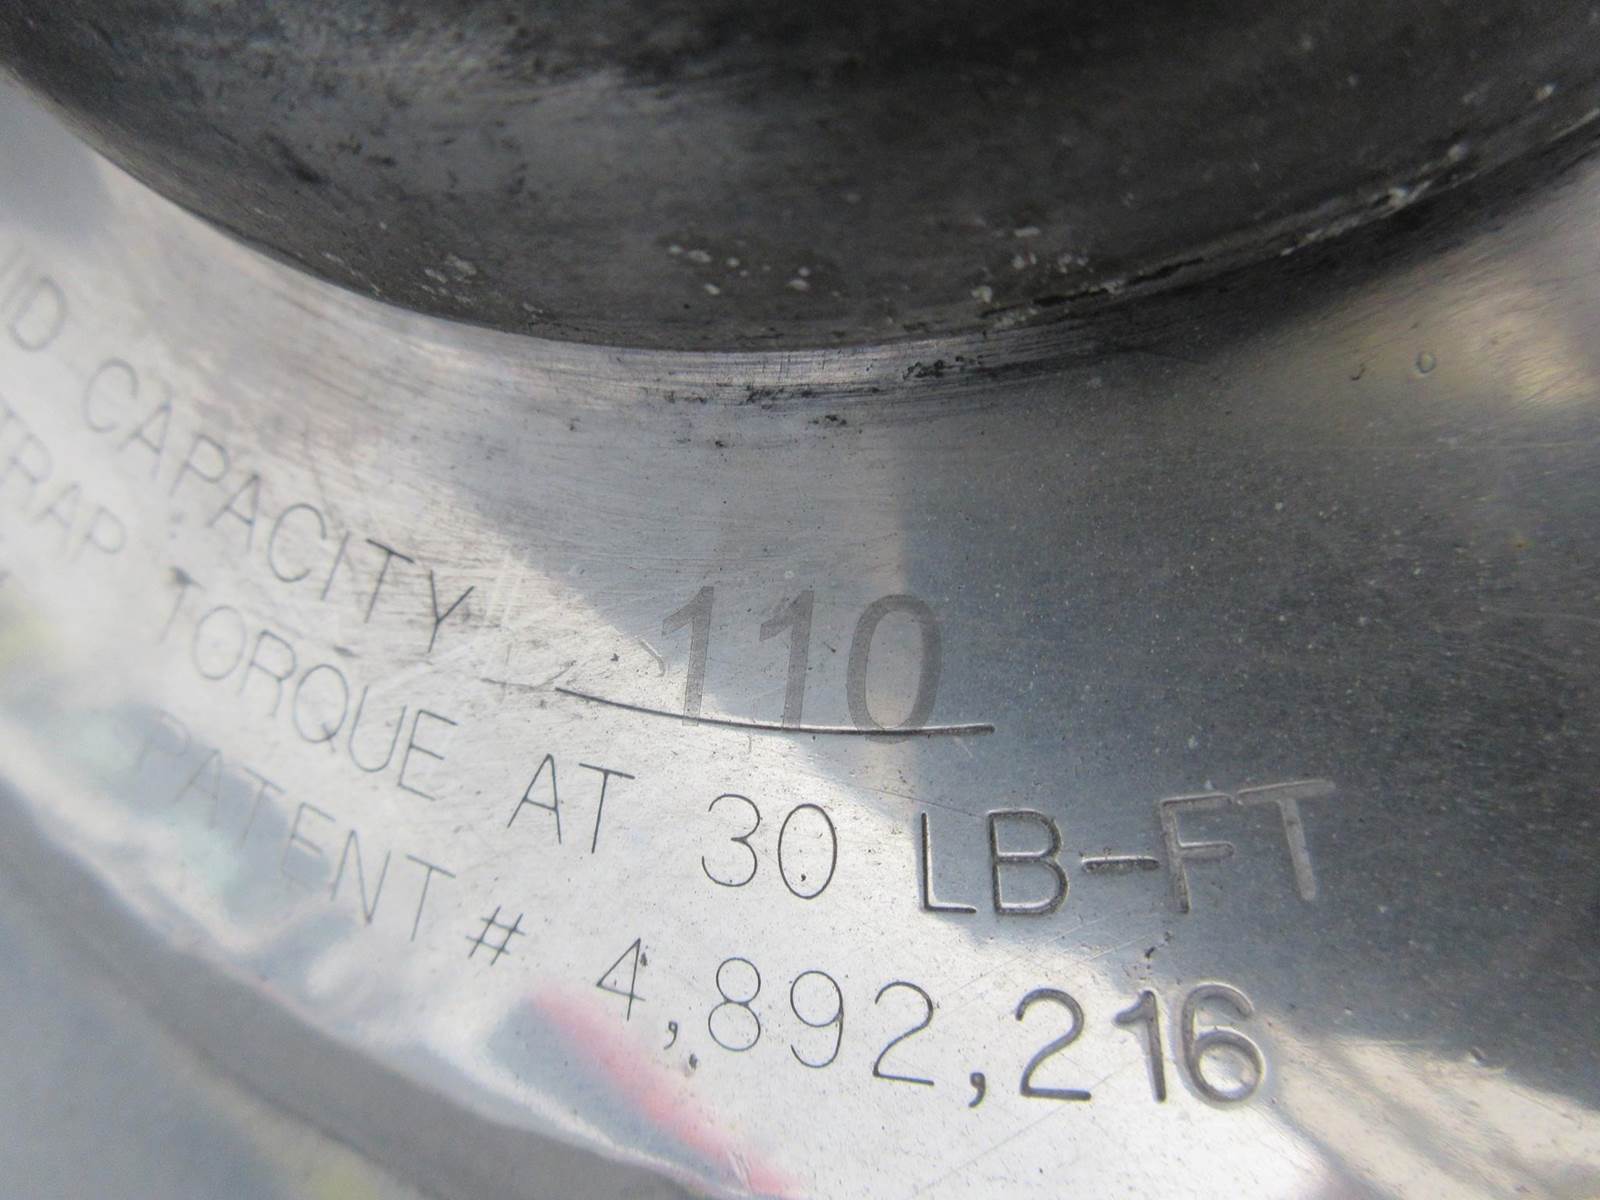 CAPACITY 110
TORQUE AT 30 LB-FT
PATENT # 4,892,216